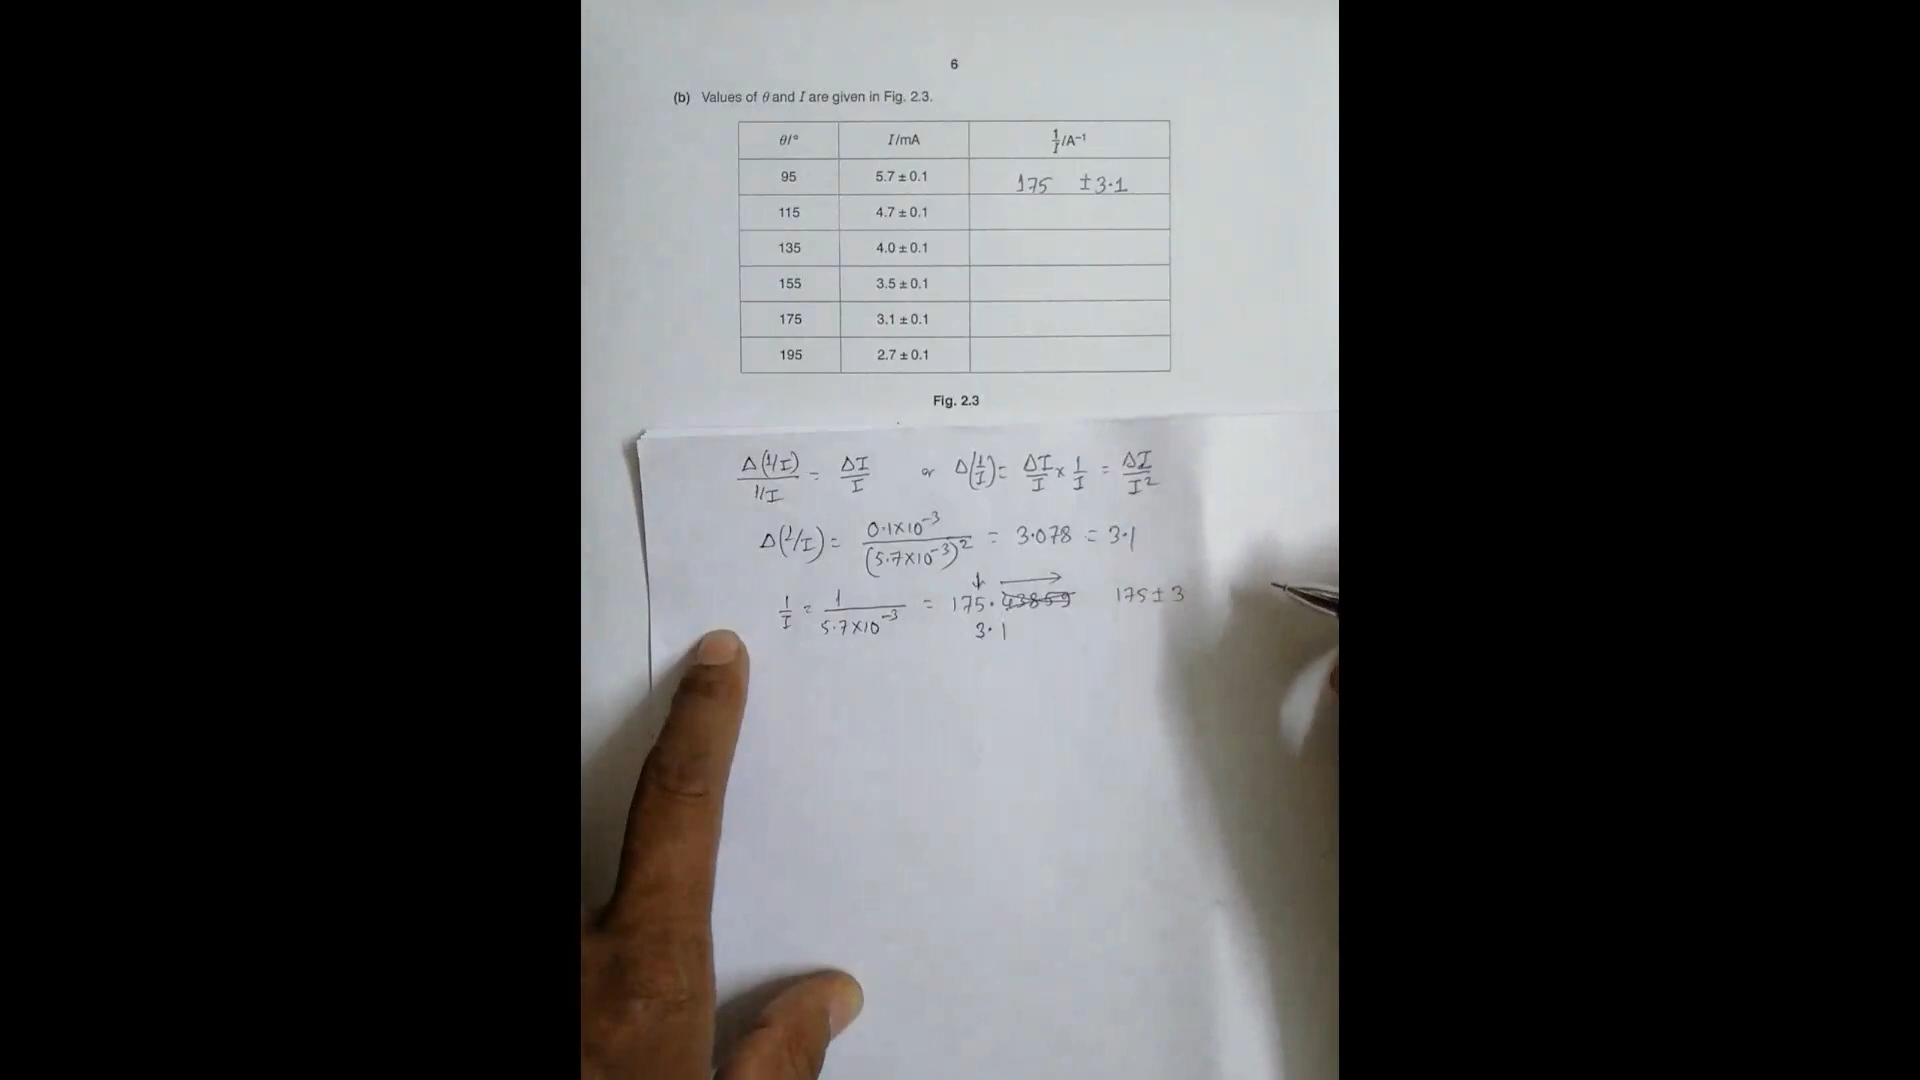 6
(b) Values of θ and I are given in Fig. 2.3.
θ/° I/mA 1/I /A⁻¹
95 5.7 ± 0.1 175 ± 3.1
115 4.7 ± 0.1
135 4.0 ± 0.1
155 3.5 ± 0.1
175 3.1 ± 0.1
195 2.7 ± 0.1
Fig. 2.3
Δ(1/I)/1/I = ΔI/I or Δ(1/I) = ΔI/I × 1/I = ΔI/I²
Δ(1/I) = 0.1×10⁻³/(5.7×10⁻³)² = 3.078 = 3.1
1/I = 1/5.7×10⁻³ = 175.43859 175 ± 3
3.1